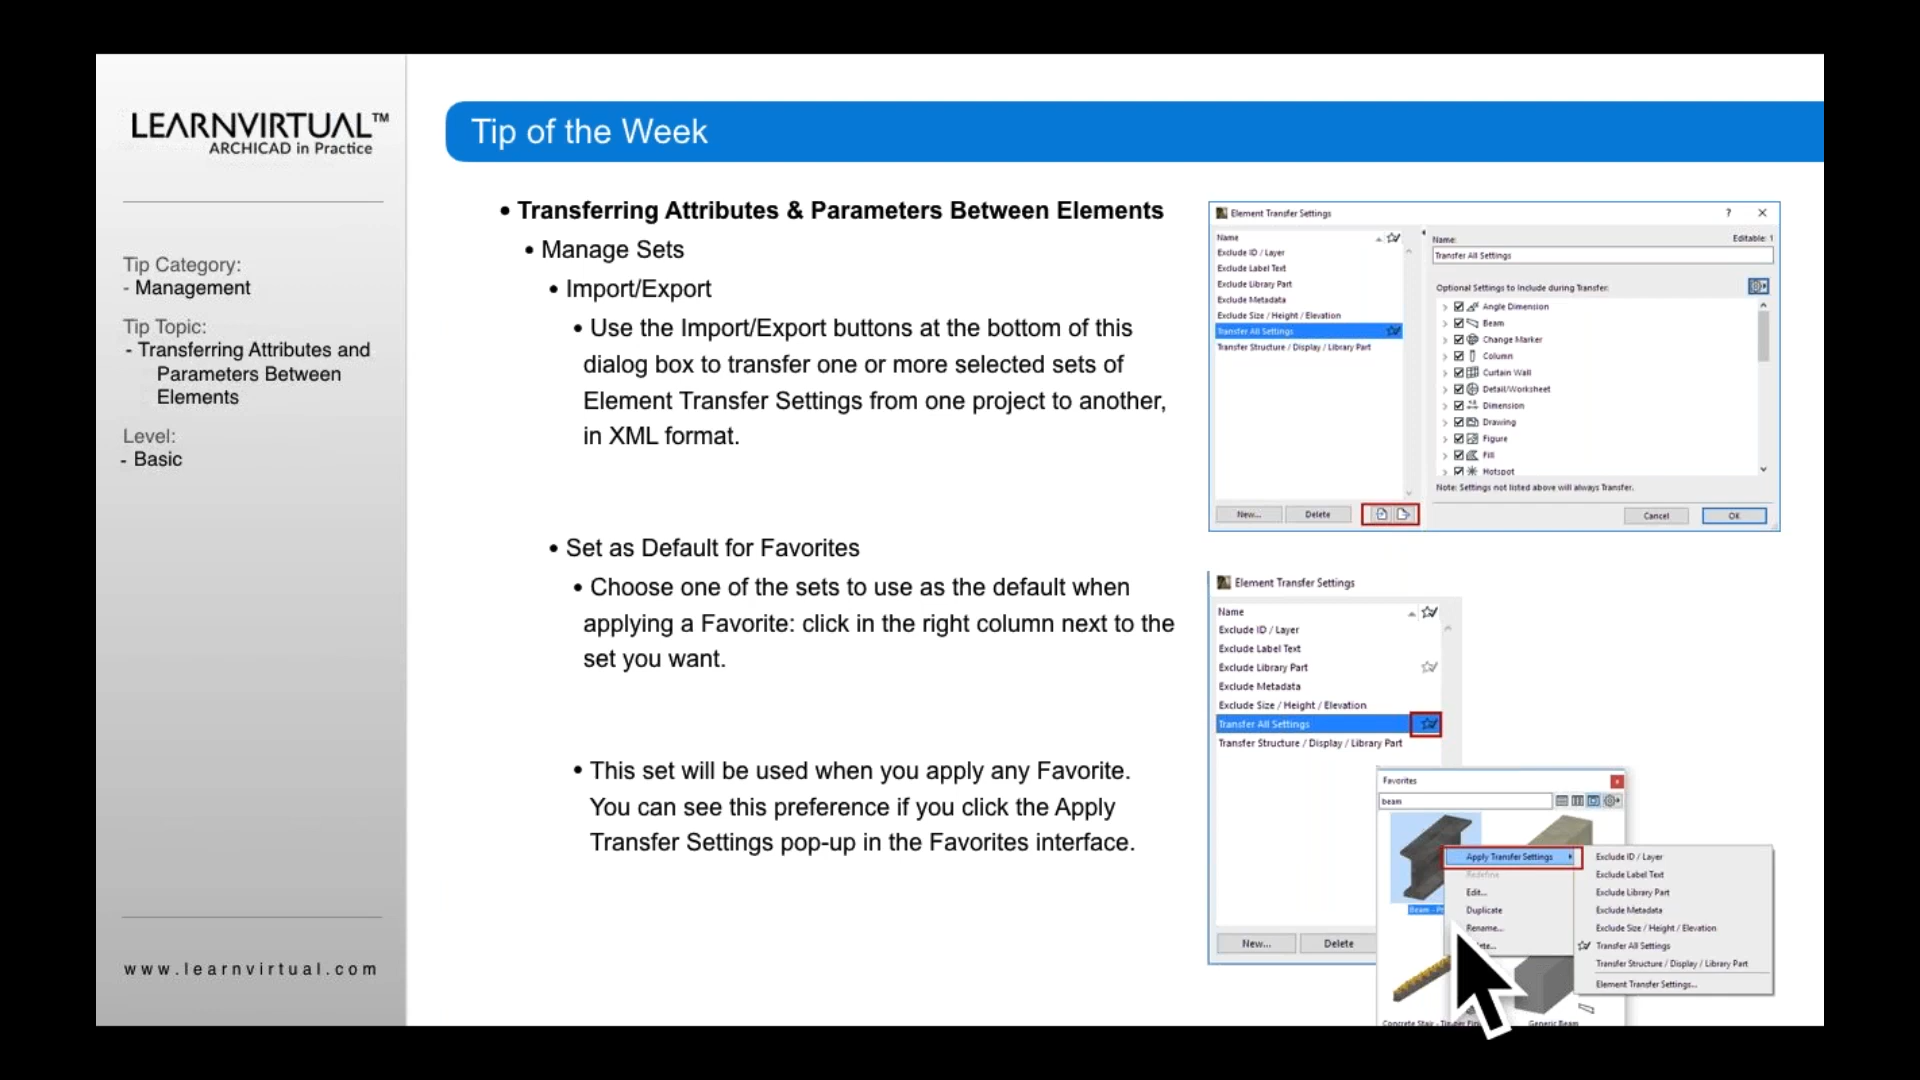 LEARNVIRTUAL™
ARCHICAD in Practice
Tip Category:
- Management
Tip Topic:
- Transferring Attributes and
Parameters Between
Elements
Level:
- Basic
www.learnvirtual.com
Tip of the Week
• Transferring Attributes & Parameters Between Elements
• Manage Sets
• Import/Export
• Use the Import/Export buttons at the bottom of this
dialog box to transfer one or more selected sets of
Element Transfer Settings from one project to another,
in XML format.
• Set as Default for Favorites
• Choose one of the sets to use as the default when
applying a Favorite: click in the right column next to the
set you want.
• This set will be used when you apply any Favorite.
You can see this preference if you click the Apply
Transfer Settings pop-up in the Favorites interface.
Element Transfer Settings
Name
Exclude ID / Layer
Exclude Label Text
Exclude Library Part
Exclude Metadata
Exclude Size / Height / Elevation
Transfer All Settings
Transfer Structure / Display / Library Part
New...
Delete
Name:
Editable: 1
Transfer All Settings
Optional Settings to Include during Transfer:
Angle Dimension
Beam
Change Marker
Column
Curtain Wall
Detail/Worksheet
Dimension
Drawing
Figure
Fill
Hotspot
Note: Settings not listed above will always Transfer.
Cancel
OK
Element Transfer Settings
Name
Exclude ID / Layer
Exclude Label Text
Exclude Library Part
Exclude Metadata
Exclude Size / Height / Elevation
Transfer All Settings
Transfer Structure / Display / Library Part
New...
Delete
Favorites
beam
Apply Transfer Settings
Redefine
Edit...
Duplicate
Rename...
Exclude ID / Layer
Exclude Label Text
Exclude Library Part
Exclude Metadata
Exclude Size / Height / Elevation
Transfer All Settings
Transfer Structure / Display / Library Part
Element Transfer Settings...
Beam -
Concrete Stair -
Generic Beam